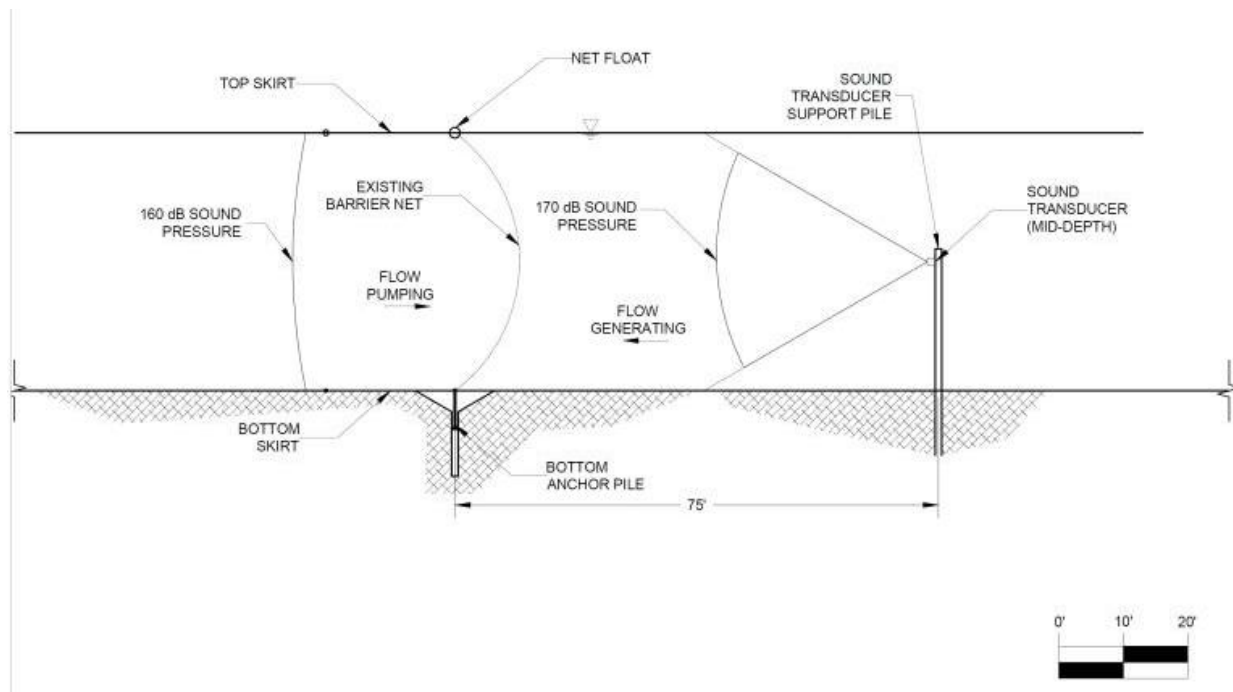 NET FLOAT
TOP SKIRT
SOUND
TRANSDUCER
SUPPORT PILE
EXISTING
BARRIER NET
160 dB SOUND
PRESSURE
170 dB SOUND
PRESSURE
SOUND
TRANSDUCER
(MID-DEPTH)
FLOW
PUMPING
FLOW
GENERATING
BOTTOM
SKIRT
BOTTOM
ANCHOR PILE
75'
0' 10' 20'